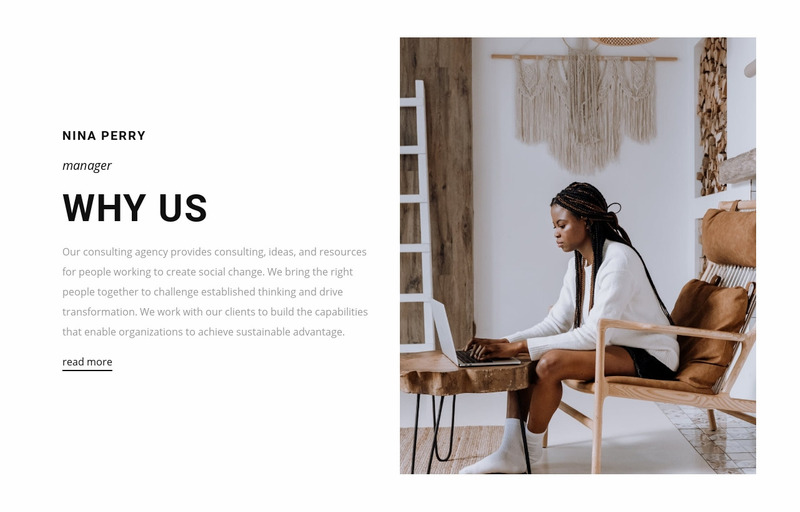 NINA PERRY
manager
WHY US
Our consulting agency provides consulting, ideas, and resources
for people working to create social change. We bring the right
people together to challenge established thinking and drive
transformation. We work with our clients to build the capabilities
that enable organizations to achieve sustainable advantage.
read more